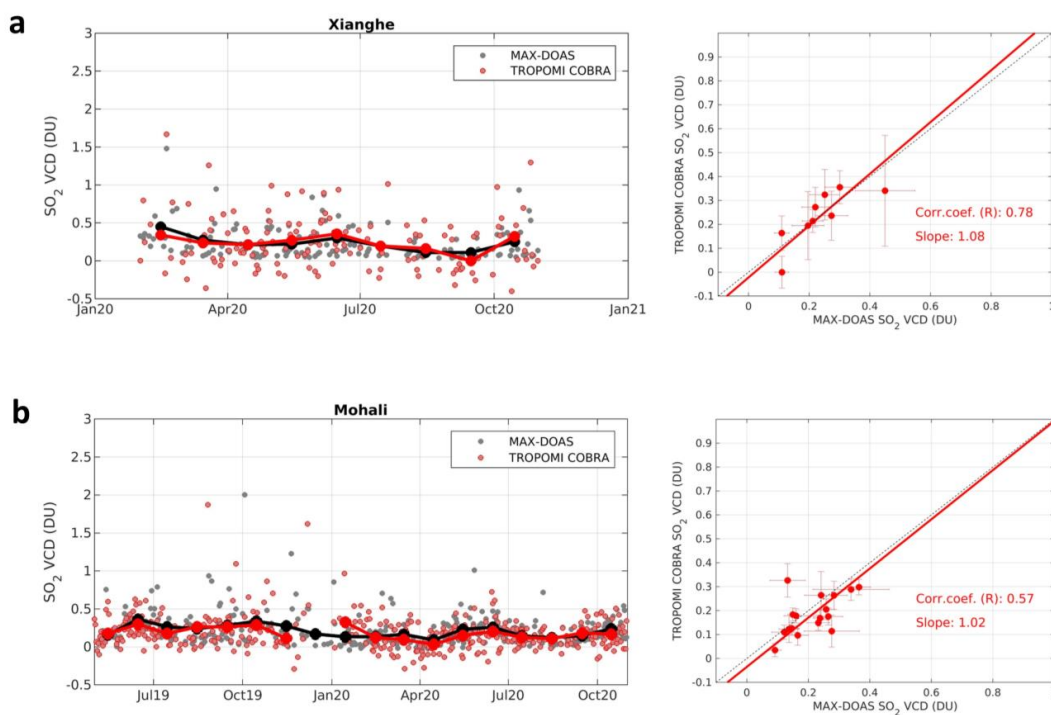 a
Xianghe
MAX-DOAS
TROPOMI COBRA
SO2 VCD (DU)
3
2.5
2
1.5
1
0.5
0
-0.5
Jan20 Apr20 Jul20 Oct20 Jan21
TROPOMI COBRA SO2 VCD (DU)
0.9
0.8
0.7
0.6
0.5
0.4
0.3
0.2
0.1
0
-0.1
Corr.coef. (R): 0.78
Slope: 1.08
0 0.2 0.4 0.6 0.8 1
MAX-DOAS SO2 VCD (DU)
b
Mohali
MAX-DOAS
TROPOMI COBRA
SO2 VCD (DU)
3
2.5
2
1.5
1
0.5
0
-0.5
Jul19 Oct19 Jan20 Apr20 Jul20 Oct20
TROPOMI COBRA SO2 VCD (DU)
0.9
0.8
0.7
0.6
0.5
0.4
0.3
0.2
0.1
0
-0.1
Corr.coef. (R): 0.57
Slope: 1.02
0 0.2 0.4 0.6 0.8
MAX-DOAS SO2 VCD (DU)